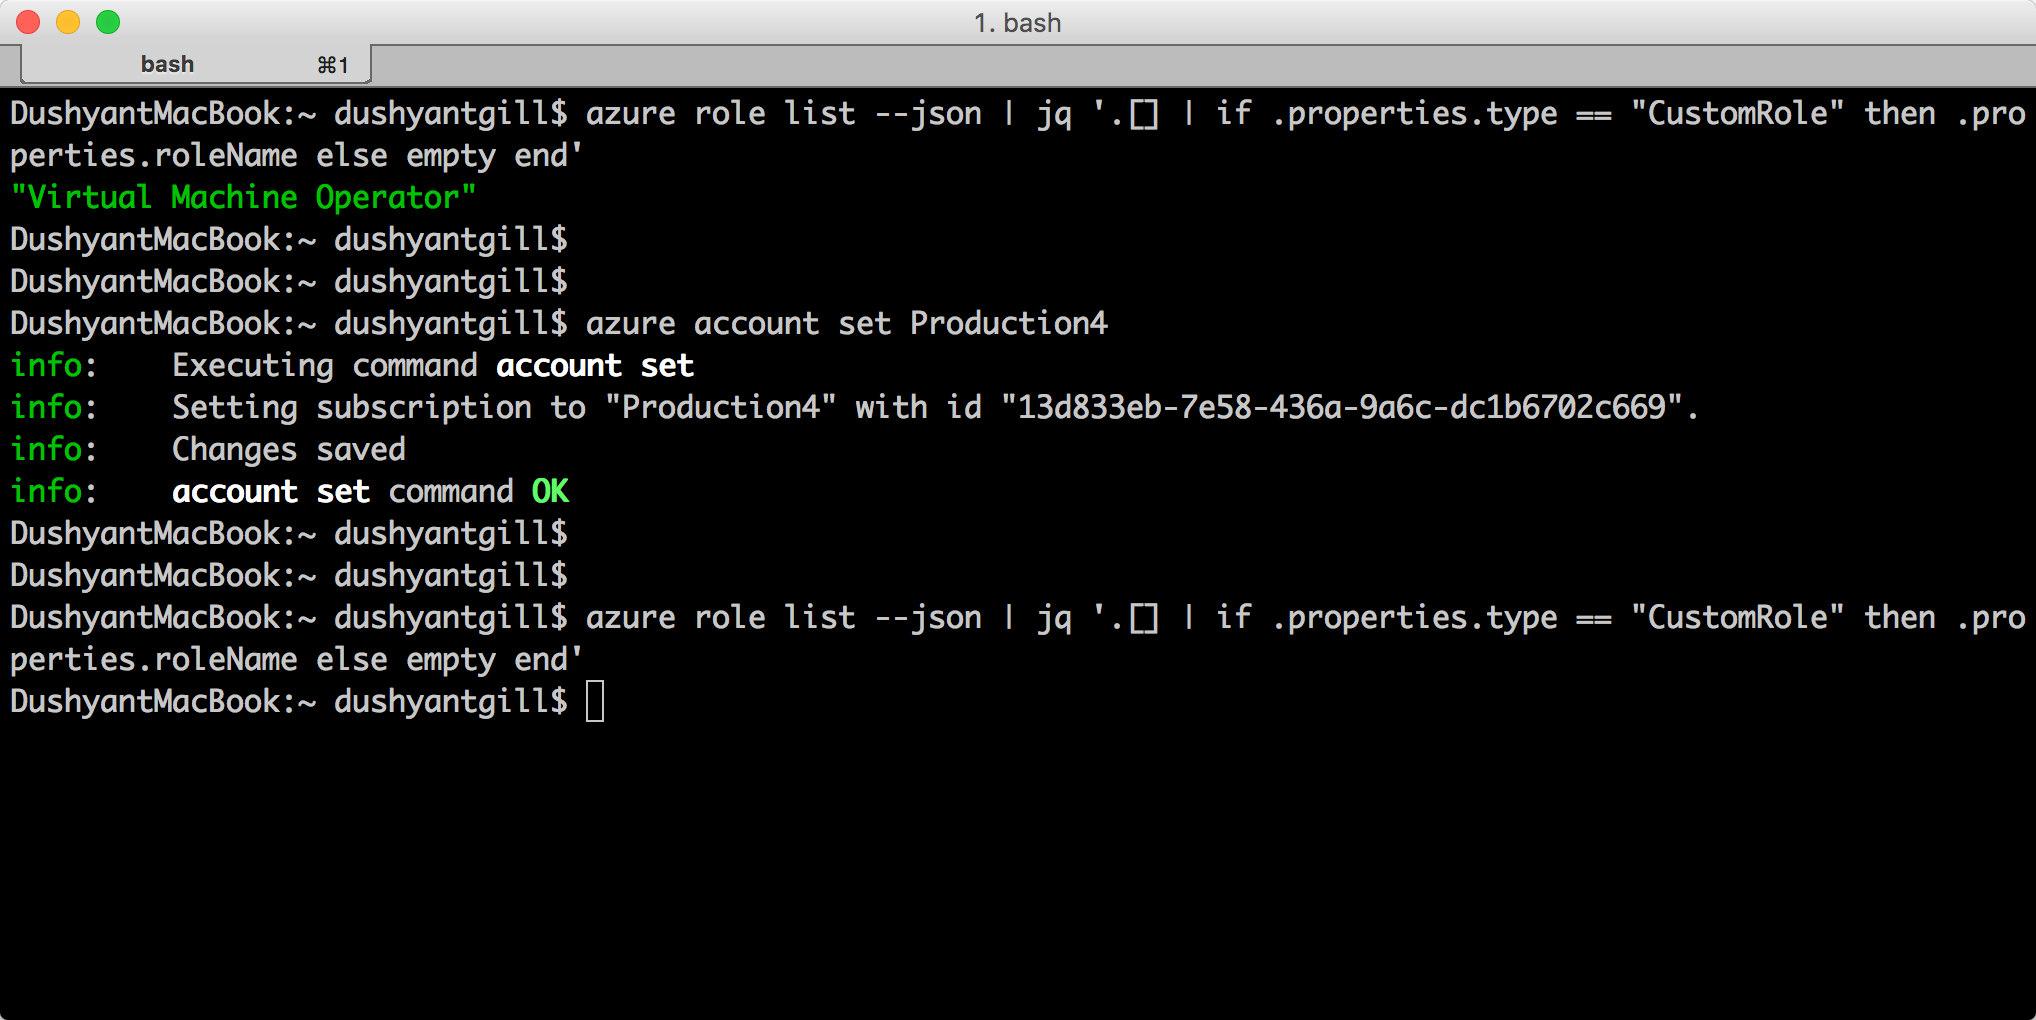 1. bash
bash ⌘1
DushyantMacBook:~ dushyantgill$ azure role list --json | jq '.[] | if .properties.type == "CustomRole" then .pro
perties.roleName else empty end'
"Virtual Machine Operator"
DushyantMacBook:~ dushyantgill$
DushyantMacBook:~ dushyantgill$
DushyantMacBook:~ dushyantgill$ azure account set Production4
info:    Executing command account set
info:    Setting subscription to "Production4" with id "13d833eb-7e58-436a-9a6c-dc1b6702c669".
info:    Changes saved
info:    account set command OK
DushyantMacBook:~ dushyantgill$
DushyantMacBook:~ dushyantgill$
DushyantMacBook:~ dushyantgill$ azure role list --json | jq '.[] | if .properties.type == "CustomRole" then .pro
perties.roleName else empty end'
DushyantMacBook:~ dushyantgill$